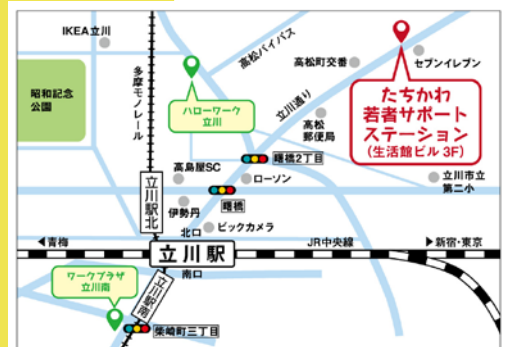 IKEA立川
高松バイパス
高松町交番
セブンイレブン
多摩モノレール
昭和記念
公園
ハローワーク
立川
立川通り
高松
郵便局
たちかわ
若者サポート
ステーション
(生活館ビル 3F)
曙橋2丁目
高島屋SC
ローソン
立川市立
第二小
立川駅北
伊勢丹
曙橋
北口
ビックカメラ
◀青梅
立川駅
JR中央線
▶新宿・東京
南口
ワークプラザ
立川南
立川駅南
柴崎町三丁目